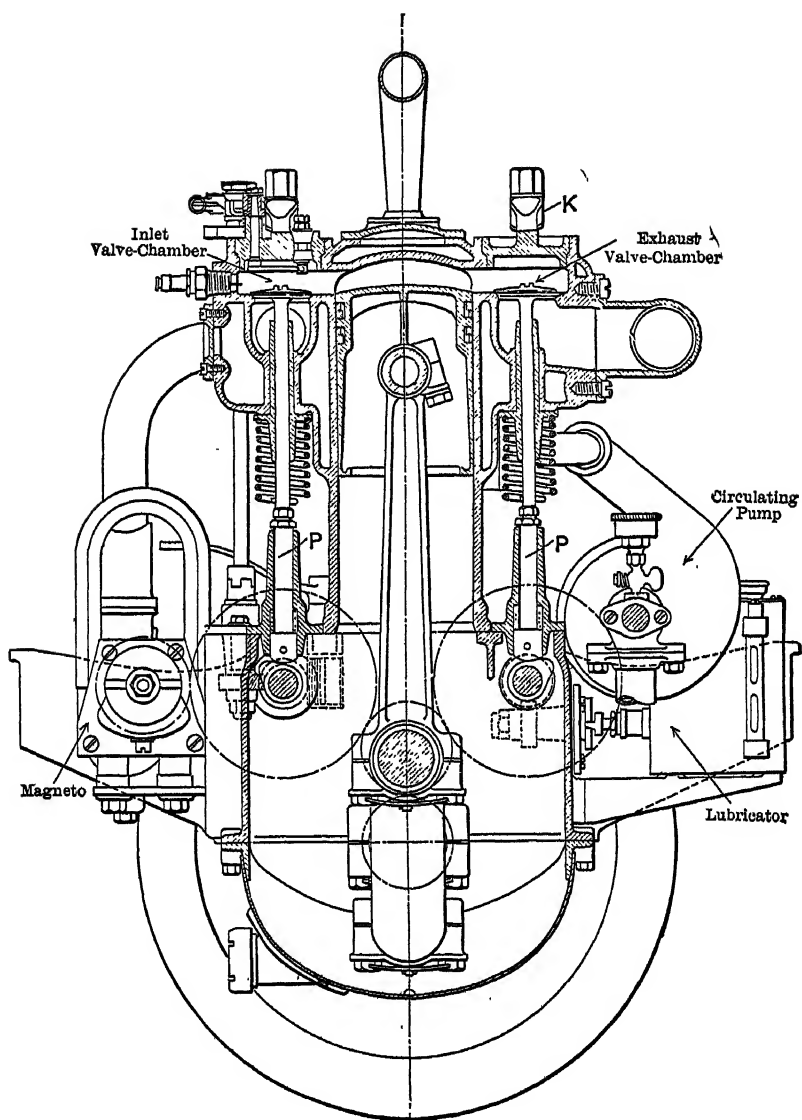 K
Inlet
Valve-Chamber
Exhaust
Valve-Chamber
Circulating
Pump
P
P
Magneto
Lubricator